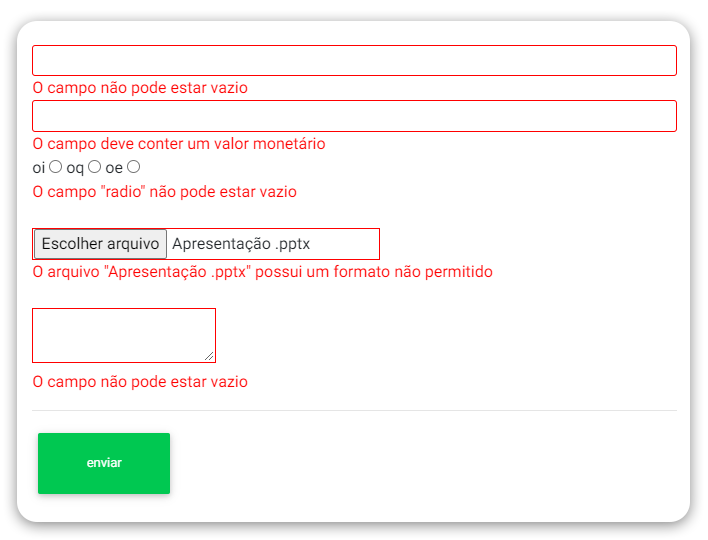 O campo não pode estar vazio
O campo deve conter um valor monetário
oi oq oe
O campo "radio" não pode estar vazio
Escolher arquivo Apresentação .pptx
O arquivo "Apresentação .pptx" possui um formato não permitido
O campo não pode estar vazio
enviar